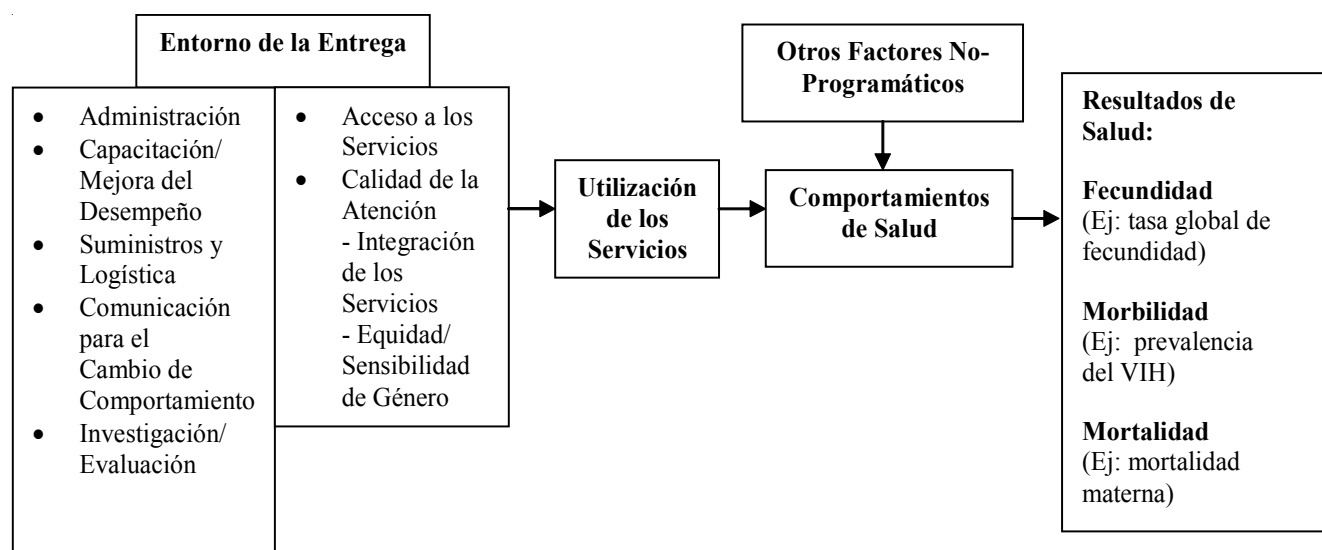 Entorno de la Entrega
• Administración
• Capacitación/
Mejora del
Desempeño
• Suministros y
Logística
• Comunicación
para el
Cambio de
Comportamiento
• Investigación/
Evaluación
• Acceso a los
Servicios
• Calidad de la
Atención
- Integración
de los
Servicios
- Equidad/
Sensibilidad
de Género
Utilización
de los
Servicios
Otros Factores No-
Programáticos
Comportamientos
de Salud
Resultados de
Salud:
Fecundidad
(Ej: tasa global de
fecundidad)
Morbilidad
(Ej: prevalencia
del VIH)
Mortalidad
(Ej: mortalidad
materna)